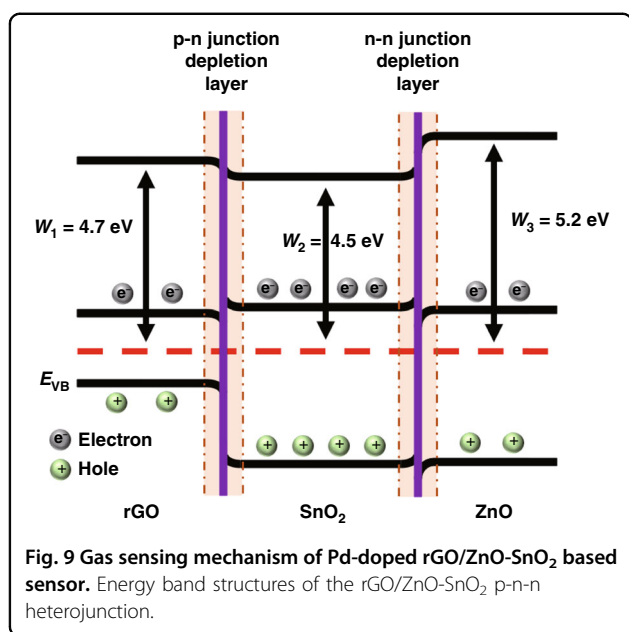 p-n junction
depletion
layer
n-n junction
depletion
layer
W₁ = 4.7 eV
W₂ = 4.5 eV
W₃ = 5.2 eV
e⁻ e⁻ e⁻ e⁻ e⁻ e⁻ e⁻ e⁻
E_VB
+ + + + + + + +
e⁻ Electron
+ Hole
rGO SnO₂ ZnO
Fig. 9 Gas sensing mechanism of Pd-doped rGO/ZnO-SnO₂ based
sensor. Energy band structures of the rGO/ZnO-SnO₂ p-n-n
heterojunction.